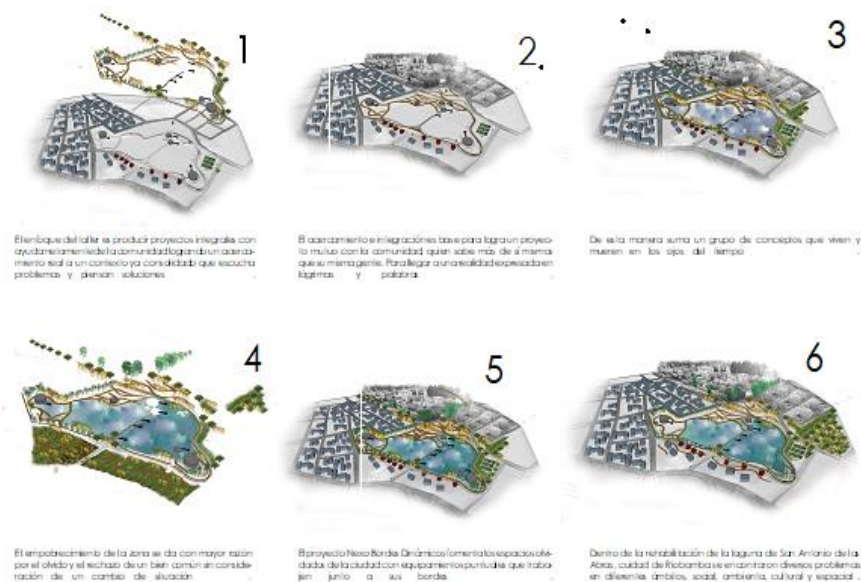 1
2
3
El enfoque del taller es producir proyectos integrales con
ayuda netamente de la comunidad logrando un acerca-
miento real a un contexto ya consolidado que escucha
problemas y piensan soluciones .
El acercamiento e integración es base para lograr un proyec-
to mutuo con la comunidad, quien sabe más de sí mismos
que su misma gente. Para llegar a una realidad expresada en
lágrimas y palabras .
De esta manera suma un grupo de conceptos que viven y
mueren en los ojos del tiempo .
4
5
6
El empobrecimiento de la zona se da con mayor razón
por el olvido y el rechazo de un bien común sin conside-
ración de un cambio de situación .
El proyecto Nexo Bordes Dinámicos fomenta los espacios olvi-
dados de la ciudad con equipamientos puntuales que traba-
jen junto a sus bordes .
Dentro de la rehabilitación de la laguna de San Antonio de la
Abras, cuidad de Riobamba se encontraron diversos problemas
en diferentes ámbitos, social, ambiental, cultural y espacial.